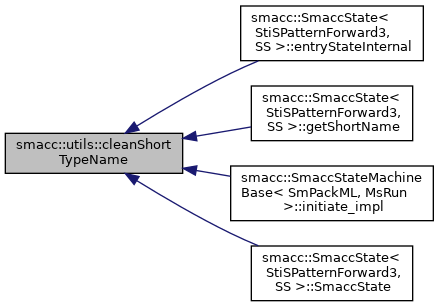 smacc::SmaccState<
StiSPatternForward3,
SS >::entryStateInternal
smacc::SmaccState<
StiSPatternForward3,
SS >::getShortName
smacc::utils::cleanShort
TypeName
smacc::SmaccStateMachine
Base< SmPackML, MsRun
>::initiate_impl
smacc::SmaccState<
StiSPatternForward3,
SS >::SmaccState